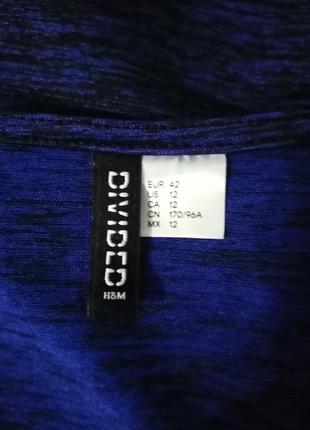 DIVIDED
H&M
EUR 42
US 12
CA 12
CN 170/96A
MX 12